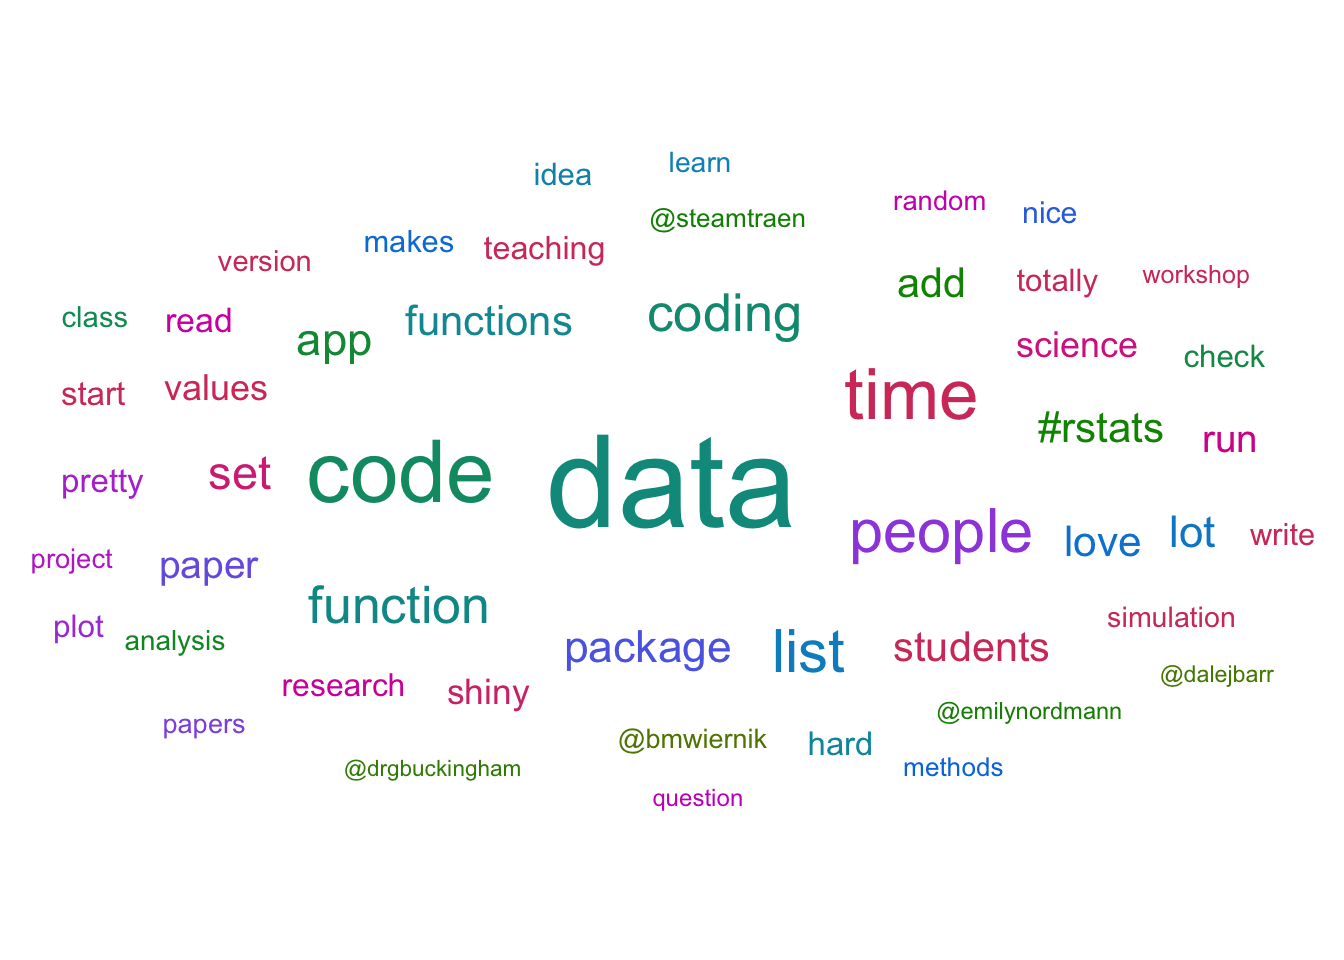 learn
idea
random
nice
@steamtraen
makes
teaching
version
add
totally
workshop
class
read
app
functions
coding
science
check
start
values
time
#rstats
run
pretty
set
code
data
people
love
lot
write
project
paper
function
simulation
plot
analysis
package
list
students
@dalejbarr
research
shiny
@emilynordmann
papers
@bmwiernik
hard
@drgbuckingham
methods
question